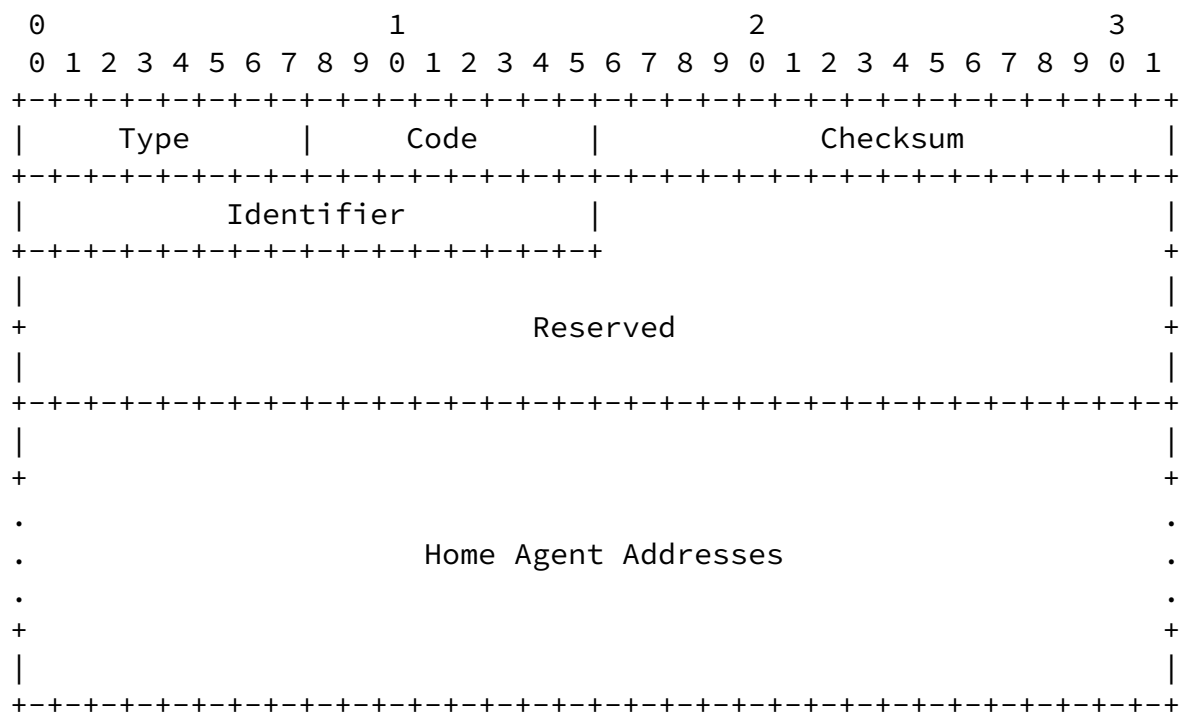 0                   1                   2                   3
 0 1 2 3 4 5 6 7 8 9 0 1 2 3 4 5 6 7 8 9 0 1 2 3 4 5 6 7 8 9 0 1
+-+-+-+-+-+-+-+-+-+-+-+-+-+-+-+-+-+-+-+-+-+-+-+-+-+-+-+-+-+-+-+-+
|     Type      |     Code      |            Checksum           |
+-+-+-+-+-+-+-+-+-+-+-+-+-+-+-+-+-+-+-+-+-+-+-+-+-+-+-+-+-+-+-+-+
|           Identifier          |                               |
+-+-+-+-+-+-+-+-+-+-+-+-+-+-+-+-+                               +
|                                                               |
+                            Reserved                           +
|                                                               |
+-+-+-+-+-+-+-+-+-+-+-+-+-+-+-+-+-+-+-+-+-+-+-+-+-+-+-+-+-+-+-+-+
|                                                               |
+                                                               +
.                                                               .
.                      Home Agent Addresses                     .
.                                                               .
+                                                               +
|                                                               |
+-+-+-+-+-+-+-+-+-+-+-+-+-+-+-+-+-+-+-+-+-+-+-+-+-+-+-+-+-+-+-+-+